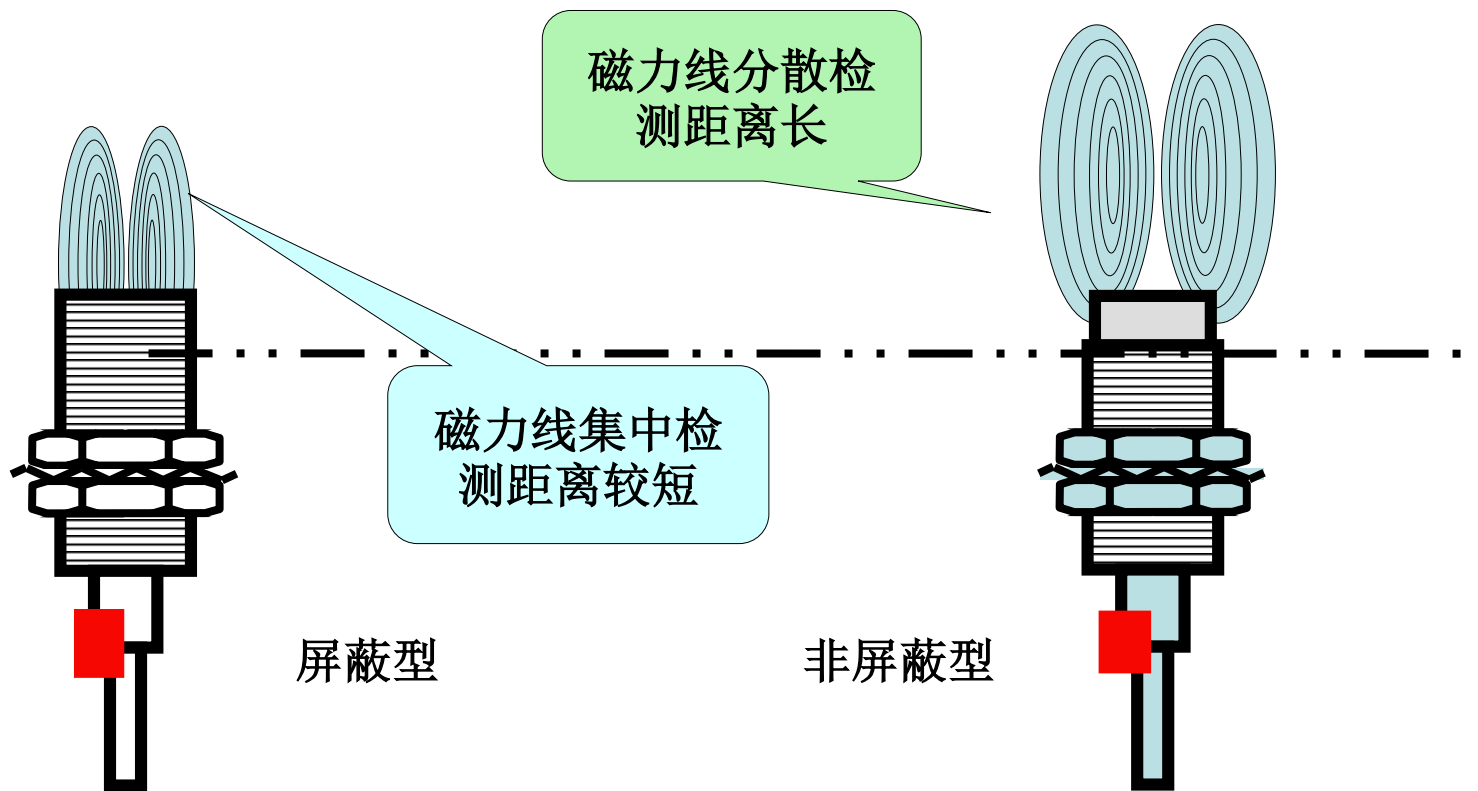 磁力线分散检
测距离长
磁力线集中检
测距离较短
屏蔽型
非屏蔽型